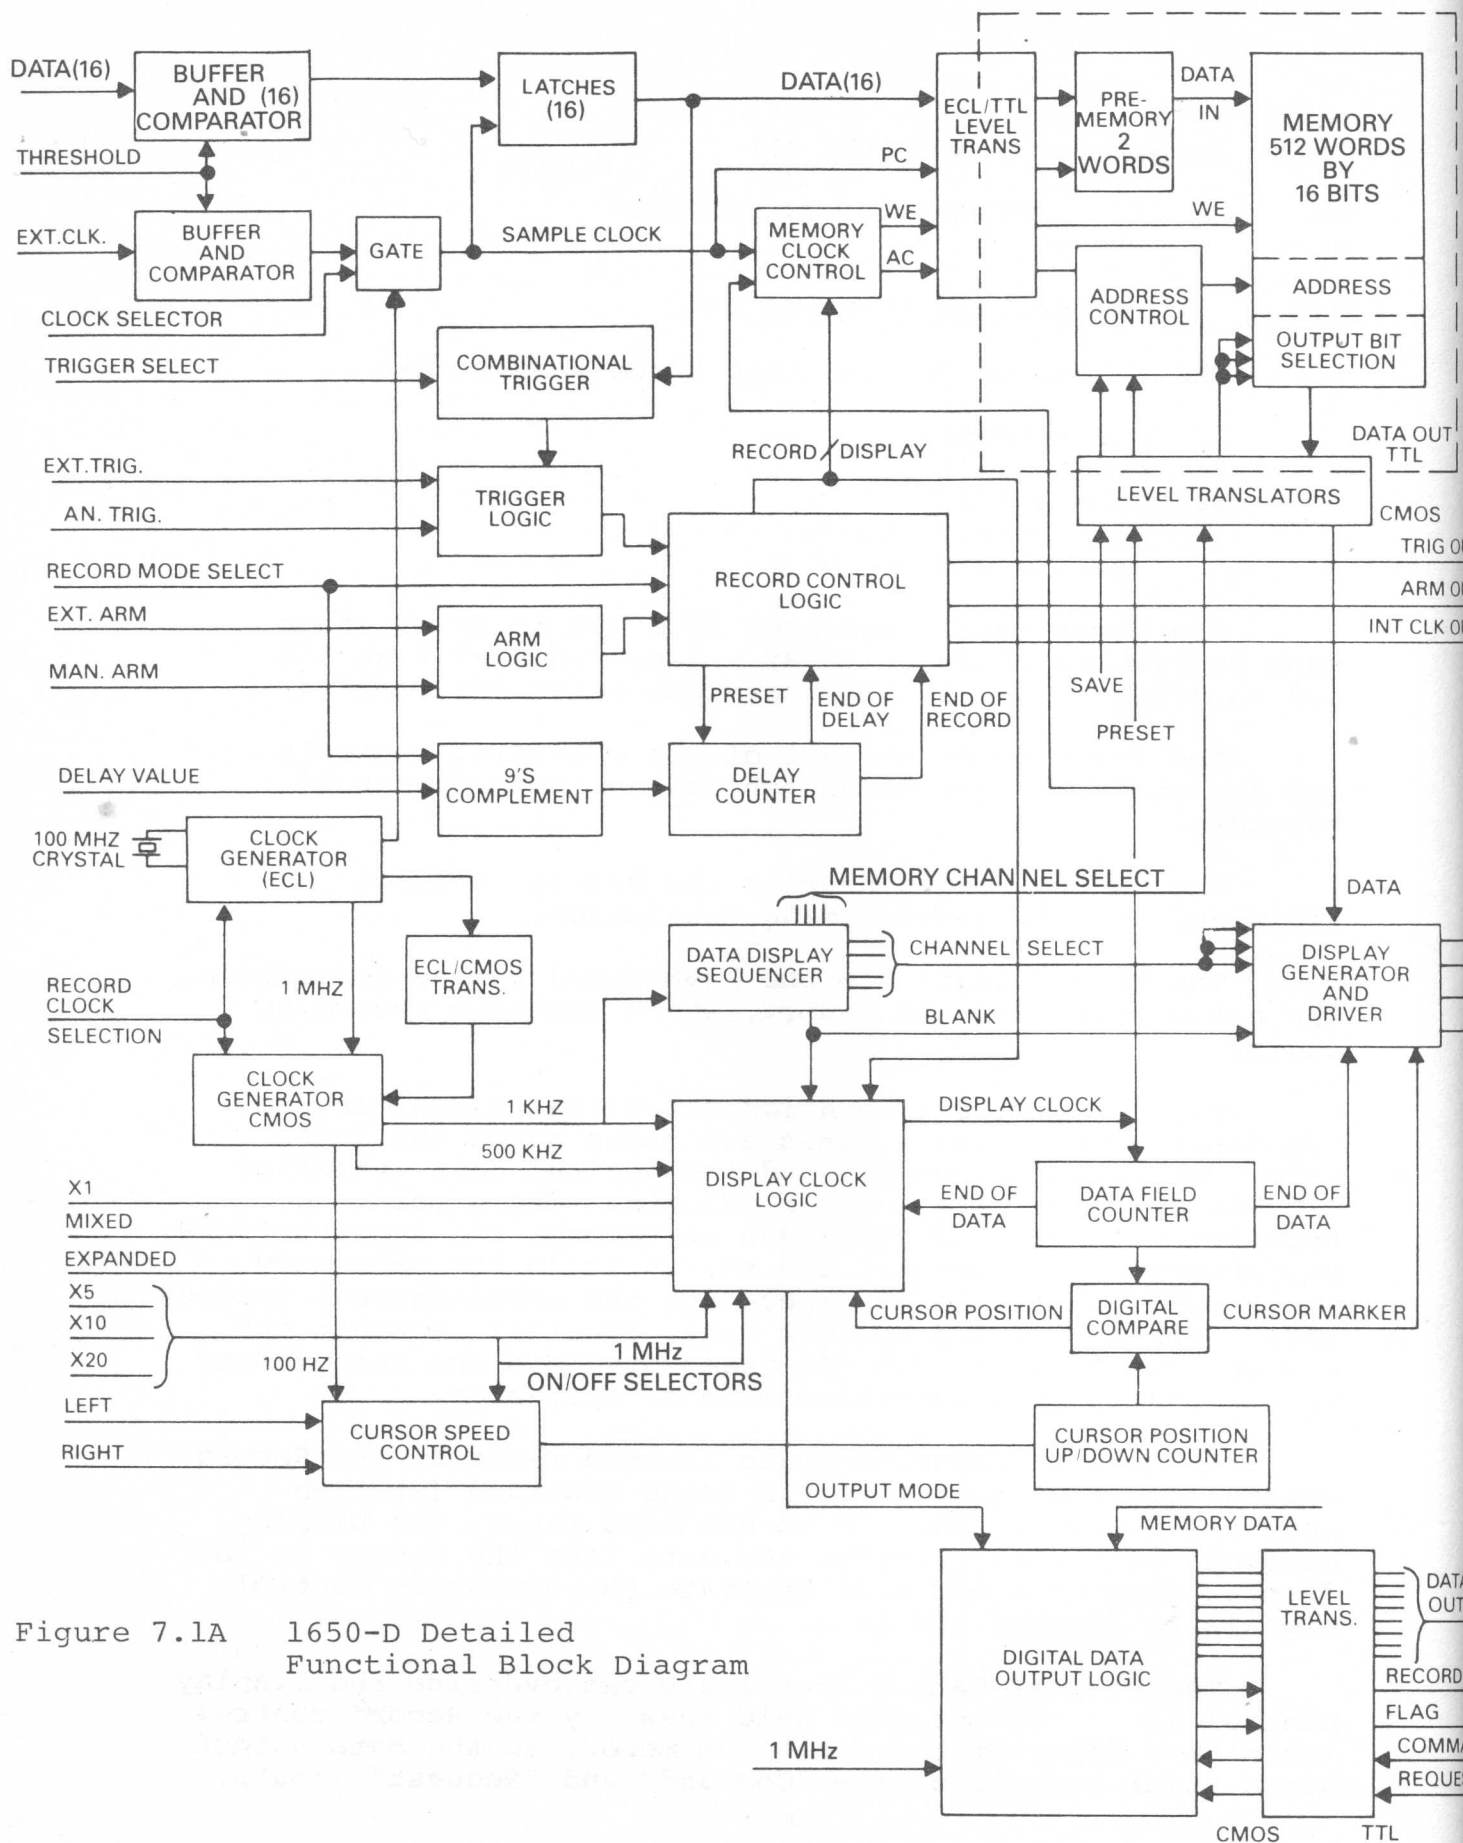 DATA(16)
BUFFER
AND (16)
COMPARATOR
LATCHES
(16)
DATA(16)
ECL/TTL
LEVEL
TRANS
PRE-
MEMORY
2
WORDS
DATA
IN
MEMORY
512 WORDS
BY
16 BITS
THRESHOLD
PC
EXT.CLK.
BUFFER
AND
COMPARATOR
GATE
SAMPLE CLOCK
MEMORY
CLOCK
CONTROL
WE
AC
WE
ADDRESS
CONTROL
ADDRESS
OUTPUT BIT
SELECTION
CLOCK SELECTOR
TRIGGER SELECT
COMBINATIONAL
TRIGGER
RECORD/DISPLAY
DATA OUT
TTL
LEVEL TRANSLATORS
CMOS
EXT.TRIG.
AN. TRIG.
TRIGGER
LOGIC
RECORD MODE SELECT
RECORD CONTROL
LOGIC
TRIG
ARM
INT CLK
EXT. ARM
MAN. ARM
ARM
LOGIC
PRESET
END OF
DELAY
END OF
RECORD
SAVE
PRESET
DELAY VALUE
9'S
COMPLEMENT
DELAY
COUNTER
100 MHZ
CRYSTAL
CLOCK
GENERATOR
(ECL)
MEMORY CHANNEL SELECT
DATA
ECL/CMOS
TRANS.
DATA DISPLAY
SEQUENCER
CHANNEL SELECT
DISPLAY
GENERATOR
AND
DRIVER
RECORD
CLOCK
SELECTION
1 MHZ
BLANK
CLOCK
GENERATOR
CMOS
1 KHZ
500 KHZ
DISPLAY CLOCK
DISPLAY CLOCK
LOGIC
END OF
DATA
DATA FIELD
COUNTER
END OF
DATA
X1
MIXED
EXPANDED
X5
X10
X20
CURSOR POSITION
DIGITAL
COMPARE
CURSOR MARKER
100 HZ
1 MHz
ON/OFF SELECTORS
LEFT
RIGHT
CURSOR SPEED
CONTROL
CURSOR POSITION
UP/DOWN COUNTER
OUTPUT MODE
MEMORY DATA
DIGITAL DATA
OUTPUT LOGIC
LEVEL
TRANS.
DATA
OUT
RECORD
FLAG
1 MHz
CMOS
TTL
Figure 7.1A 1650-D Detailed
Functional Block Diagram